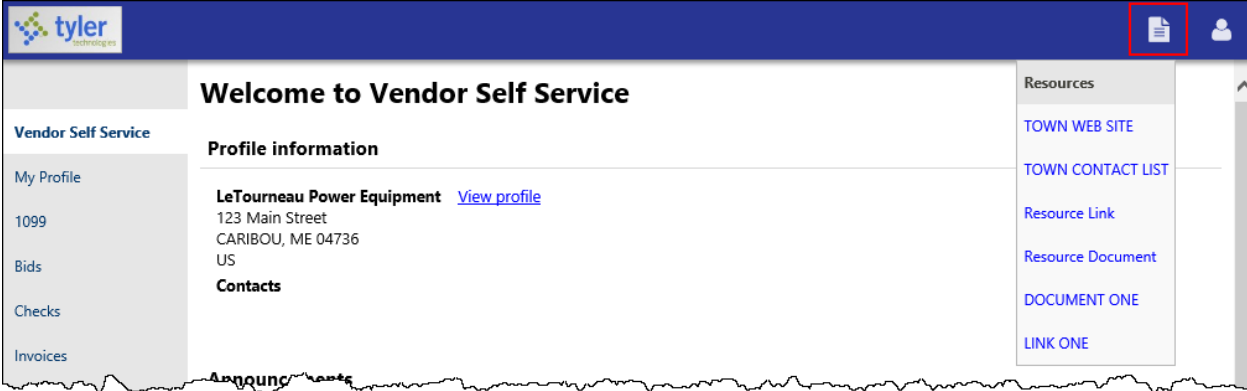 tyler
technologies
Resources
TOWN WEB SITE
TOWN CONTACT LIST
Resource Link
Resource Document
DOCUMENT ONE
LINK ONE
Vendor Self Service
My Profile
1099
Bids
Checks
Invoices
Welcome to Vendor Self Service
Profile information
LeTourneau Power Equipment View profile
123 Main Street
CARIBOU, ME 04736
US
Contacts
Announcements